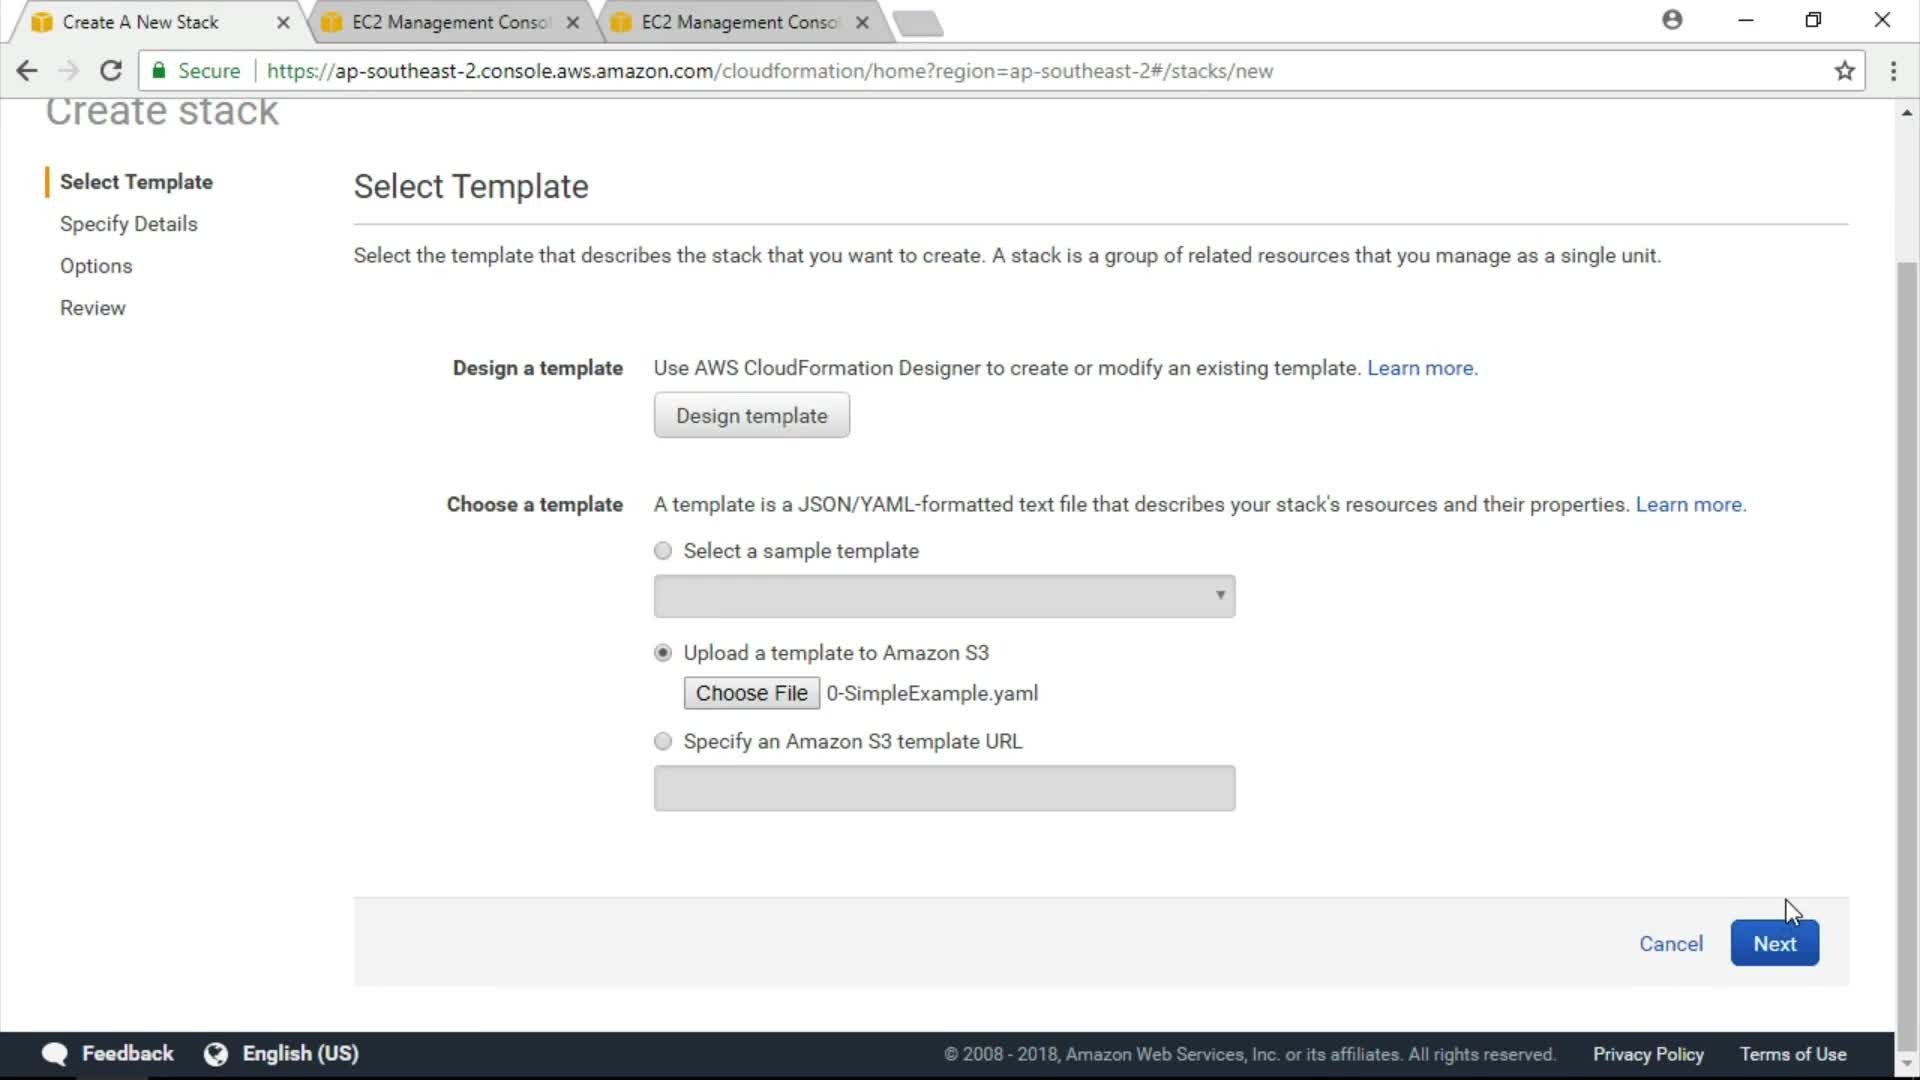 Create A New Stack
EC2 Management Conso
EC2 Management Conso
Secure
https://ap-southeast-2.console.aws.amazon.com/cloudformation/home?region=ap-southeast-2#/stacks/new
Create stack
Select Template
Specify Details
Options
Review
Select Template
Select the template that describes the stack that you want to create. A stack is a group of related resources that you manage as a single unit.
Design a template
Use AWS CloudFormation Designer to create or modify an existing template. Learn more.
Design template
Choose a template
A template is a JSON/YAML-formatted text file that describes your stack's resources and their properties. Learn more.
Select a sample template
Upload a template to Amazon S3
Choose File 0-SimpleExample.yaml
Specify an Amazon S3 template URL
Cancel
Next
Feedback
English (US)
© 2008 - 2018, Amazon Web Services, Inc. or its affiliates. All rights reserved.
Privacy Policy
Terms of Use